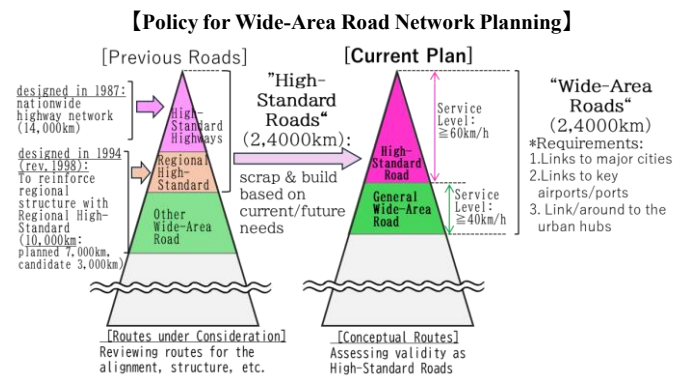 【Policy for Wide-Area Road Network Planning】
[Previous Roads]
designed in 1987:
nationwide
highway network
(14,000km)
designed in 1994
(rev.1998):
To reinforce
regional
structure with
Regional High-
Standard
(10,000km:
planned 7,000km,
candidate 3,000km)
High-
Standard
Highways
Regional
High-
Standard
Other
Wide-Area
Road
[Routes under Consideration]
Reviewing routes for the
alignment, structure, etc.
"High-
Standard
Roads"
(2,4000km):
scrap & build
based on
current/future
needs
[Current Plan]
High-
Standard
Road
General
Wide-Area
Road
Service
Level:
≧60km/h
Service
Level:
≧40km/h
[Conceptual Routes]
Assessing validity as
High-Standard Roads
"Wide-Area
Roads"
(2,4000km)
*Requirements:
1.Links to major cities
2.Links to key
airports/ports
3. Link/around to the
urban hubs